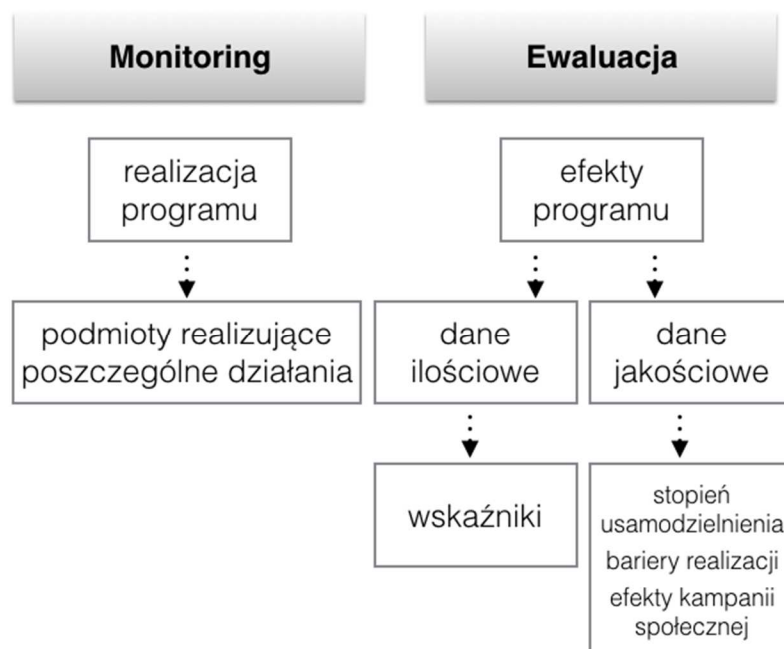 Monitoring
Ewaluacja
realizacja
programu
efekty
programu
podmioty realizujące
poszczególne działania
dane
ilościowe
dane
jakościowe
wskaźniki
stopień
usamodzielnienia
bariery realizacji
efekty kampanii
społecznej